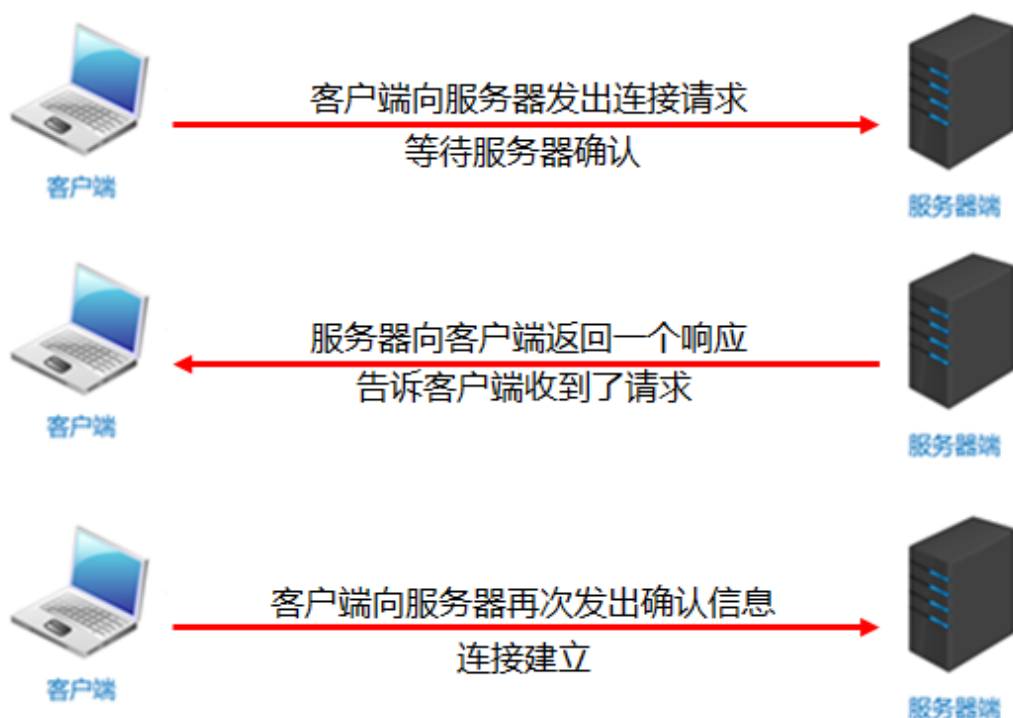 客户端向服务器发出连接请求
等待服务器确认
客户端
服务器端
服务器向客户端返回一个响应
告诉客户端收到了请求
客户端
服务器端
客户端向服务器再次发出确认信息
连接建立
客户端
服务器端